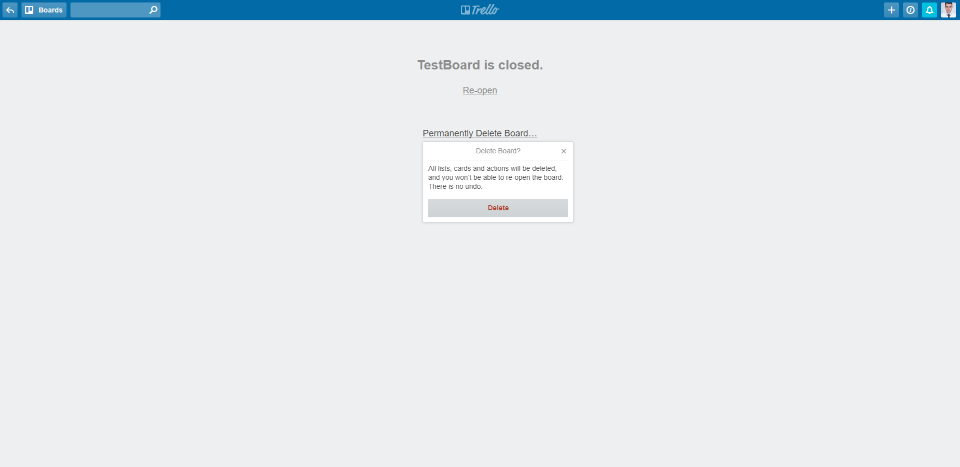 Boards
Trello
TestBoard is closed.
Re-open
Permanently Delete Board...
Delete Board?
All lists, cards and actions will be deleted,
and you won't be able to re-open the board.
There is no undo.
Delete